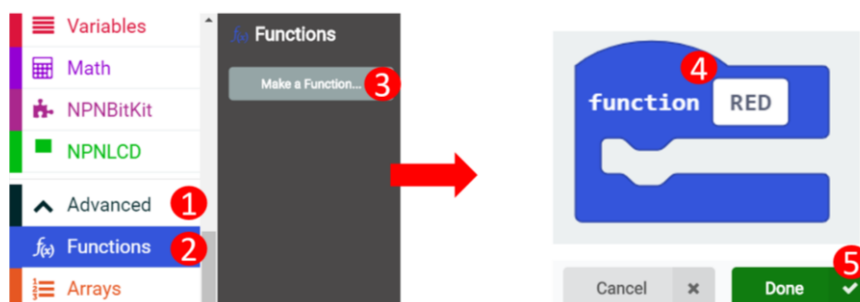 Variables
Math
NPNBitKit
NPNLCD
Advanced 1
f(x) Functions 2
Arrays
f(x) Functions
Make a Function... 3
4
function RED
5
Cancel Done